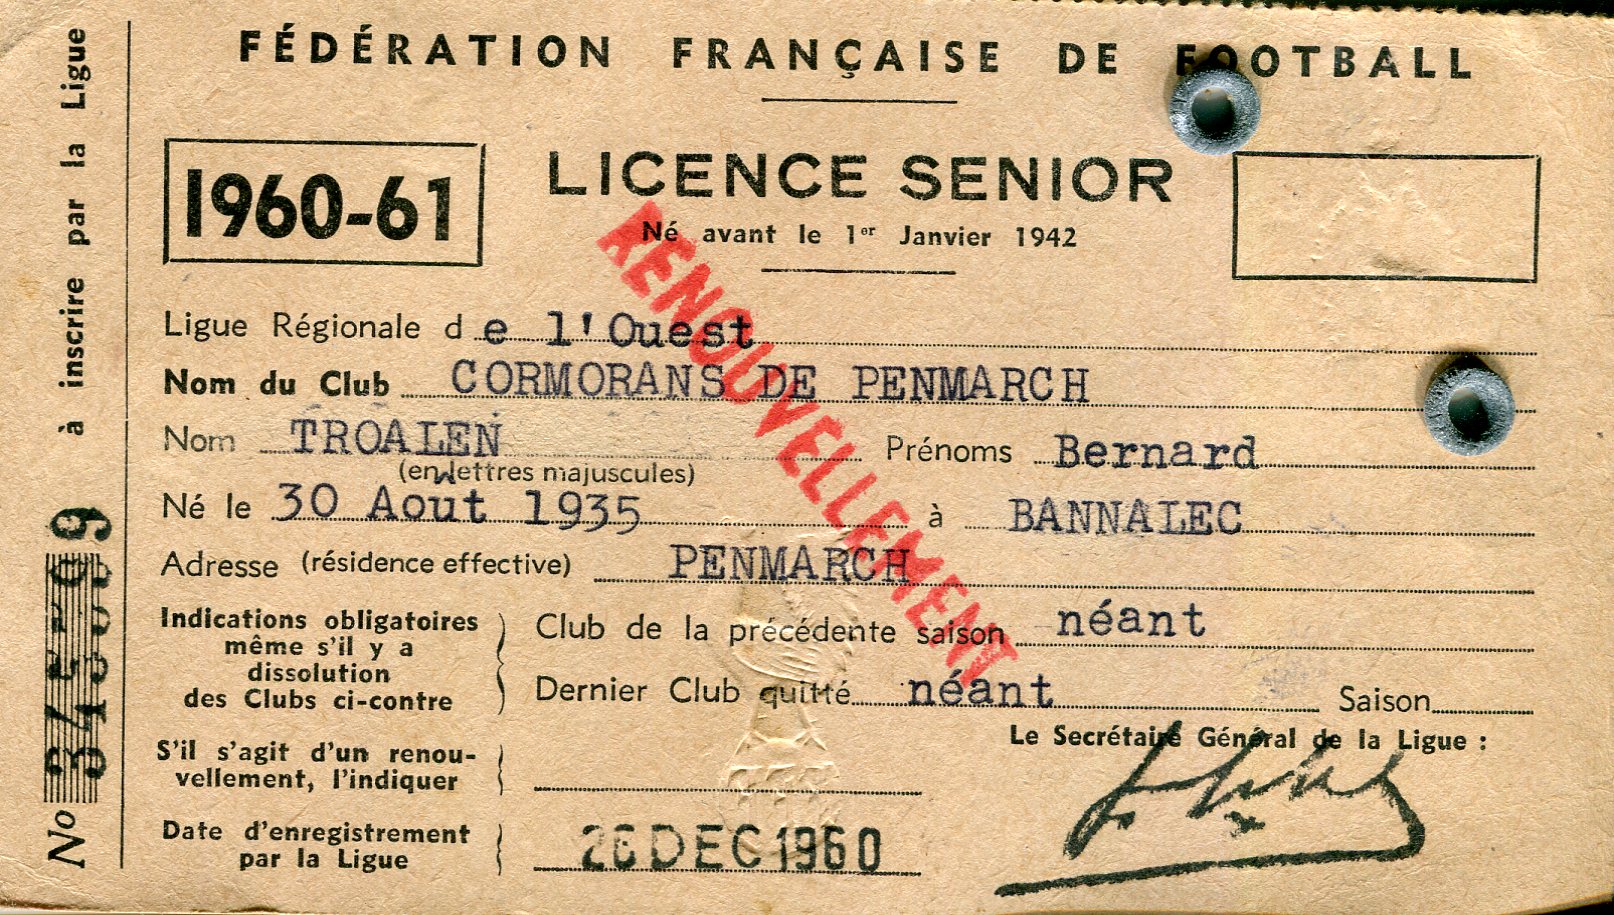 FÉDÉRATION FRANÇAISE DE FOOTBALL
1960-61
LICENCE SENIOR
Né avant le 1er Janvier 1942
RENOUVELLEMENT
Ligue Régionale de l'Ouest
Nom du Club CORMORANS DE PENMARCH
Nom TROALEN Prénoms Bernard
(en lettres majuscules)
Né le 30 Aout 1935 à BANNALEC
Adresse (résidence effective) PENMARCH
Indications obligatoires
même s'il y a
dissolution
des Clubs ci-contre
Club de la précédente saison néant
Dernier Club quitté néant Saison
Le Secrétaire Général de la Ligue :
S'il s'agit d'un renou-
vellement, l'indiquer
Date d'enregistrement
par la Ligue
26 DEC 1960
No
à inscrire par la Ligue